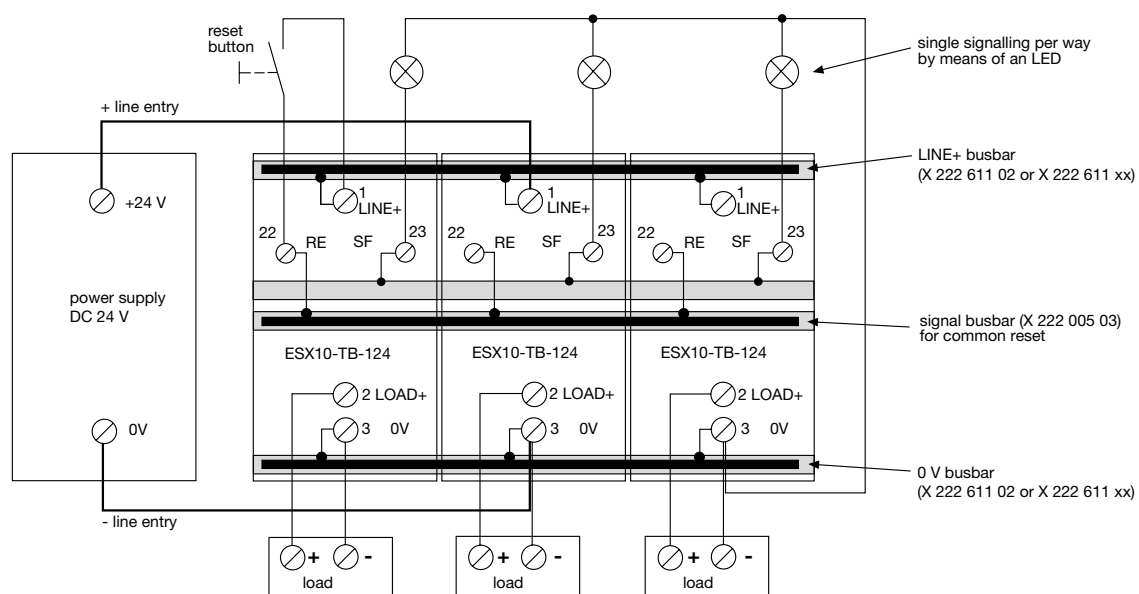 reset
button
single signalling per way
by means of an LED
+ line entry
LINE+ busbar
(X 222 611 02 or X 222 611 xx)
+24 V
1
LINE+
1
LINE+
1
LINE+
22
RE
SF
23
22
RE
SF
23
22
RE
SF
23
power supply
DC 24 V
signal busbar (X 222 005 03)
for common reset
ESX10-TB-124
ESX10-TB-124
ESX10-TB-124
2 LOAD+
2 LOAD+
2 LOAD+
0V
3 0V
3 0V
3 0V
0 V busbar
(X 222 611 02 or X 222 611 xx)
- line entry
+ -
+ -
+ -
load
load
load